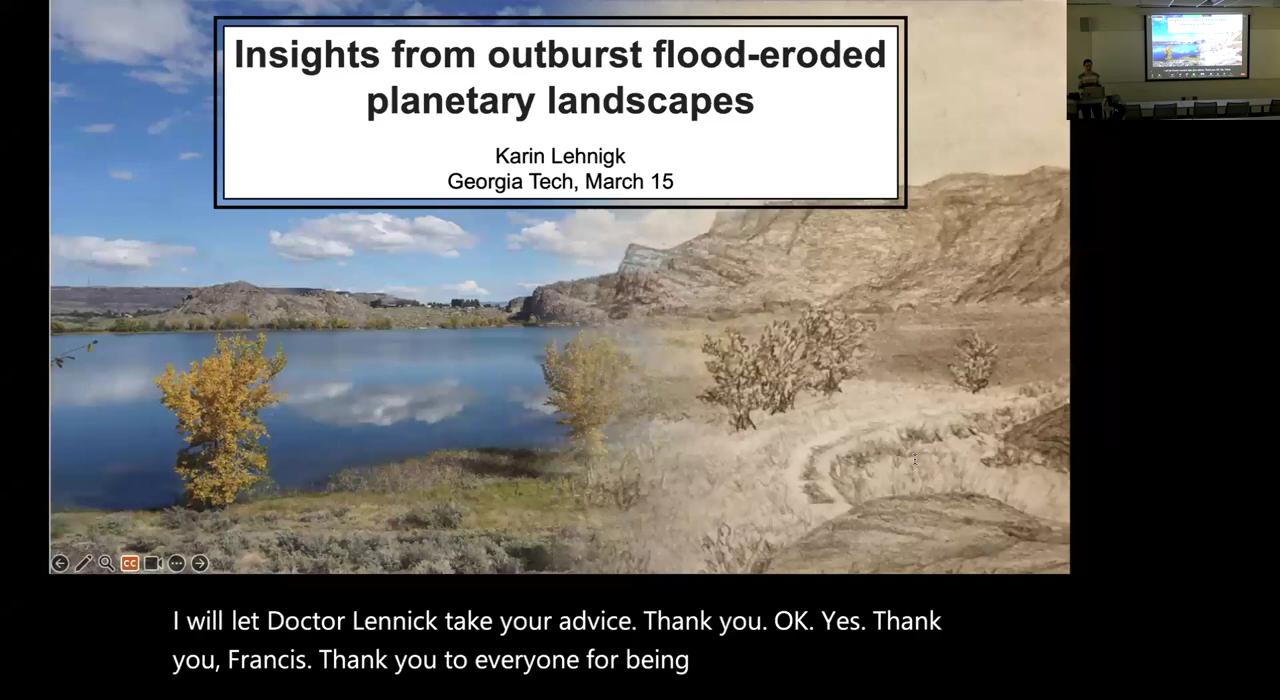 Insights from outburst flood-eroded
planetary landscapes
Karin Lehnigk
Georgia Tech, March 15
CC
I will let Doctor Lennick take your advice. Thank you. OK. Yes. Thank
you, Francis. Thank you to everyone for being